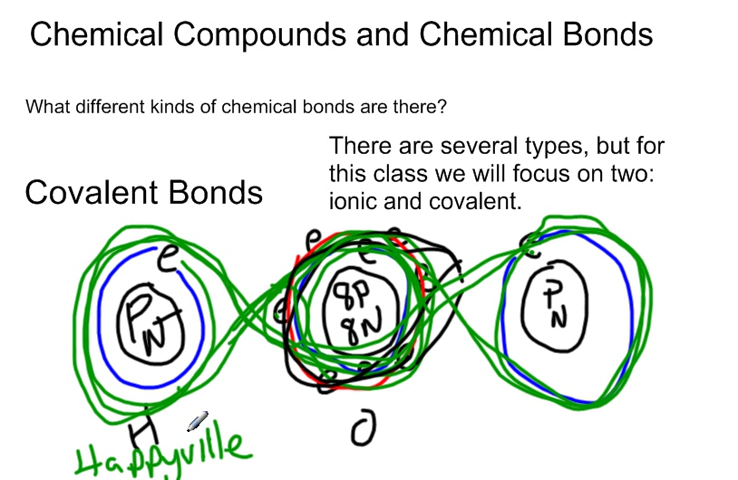 Chemical Compounds and Chemical Bonds
What different kinds of chemical bonds are there?
There are several types, but for
this class we will focus on two:
ionic and covalent.
Covalent Bonds
e
P
N
H
Happyville
e
e
e
e
e
e
e
8P
8N
O
e
P
N